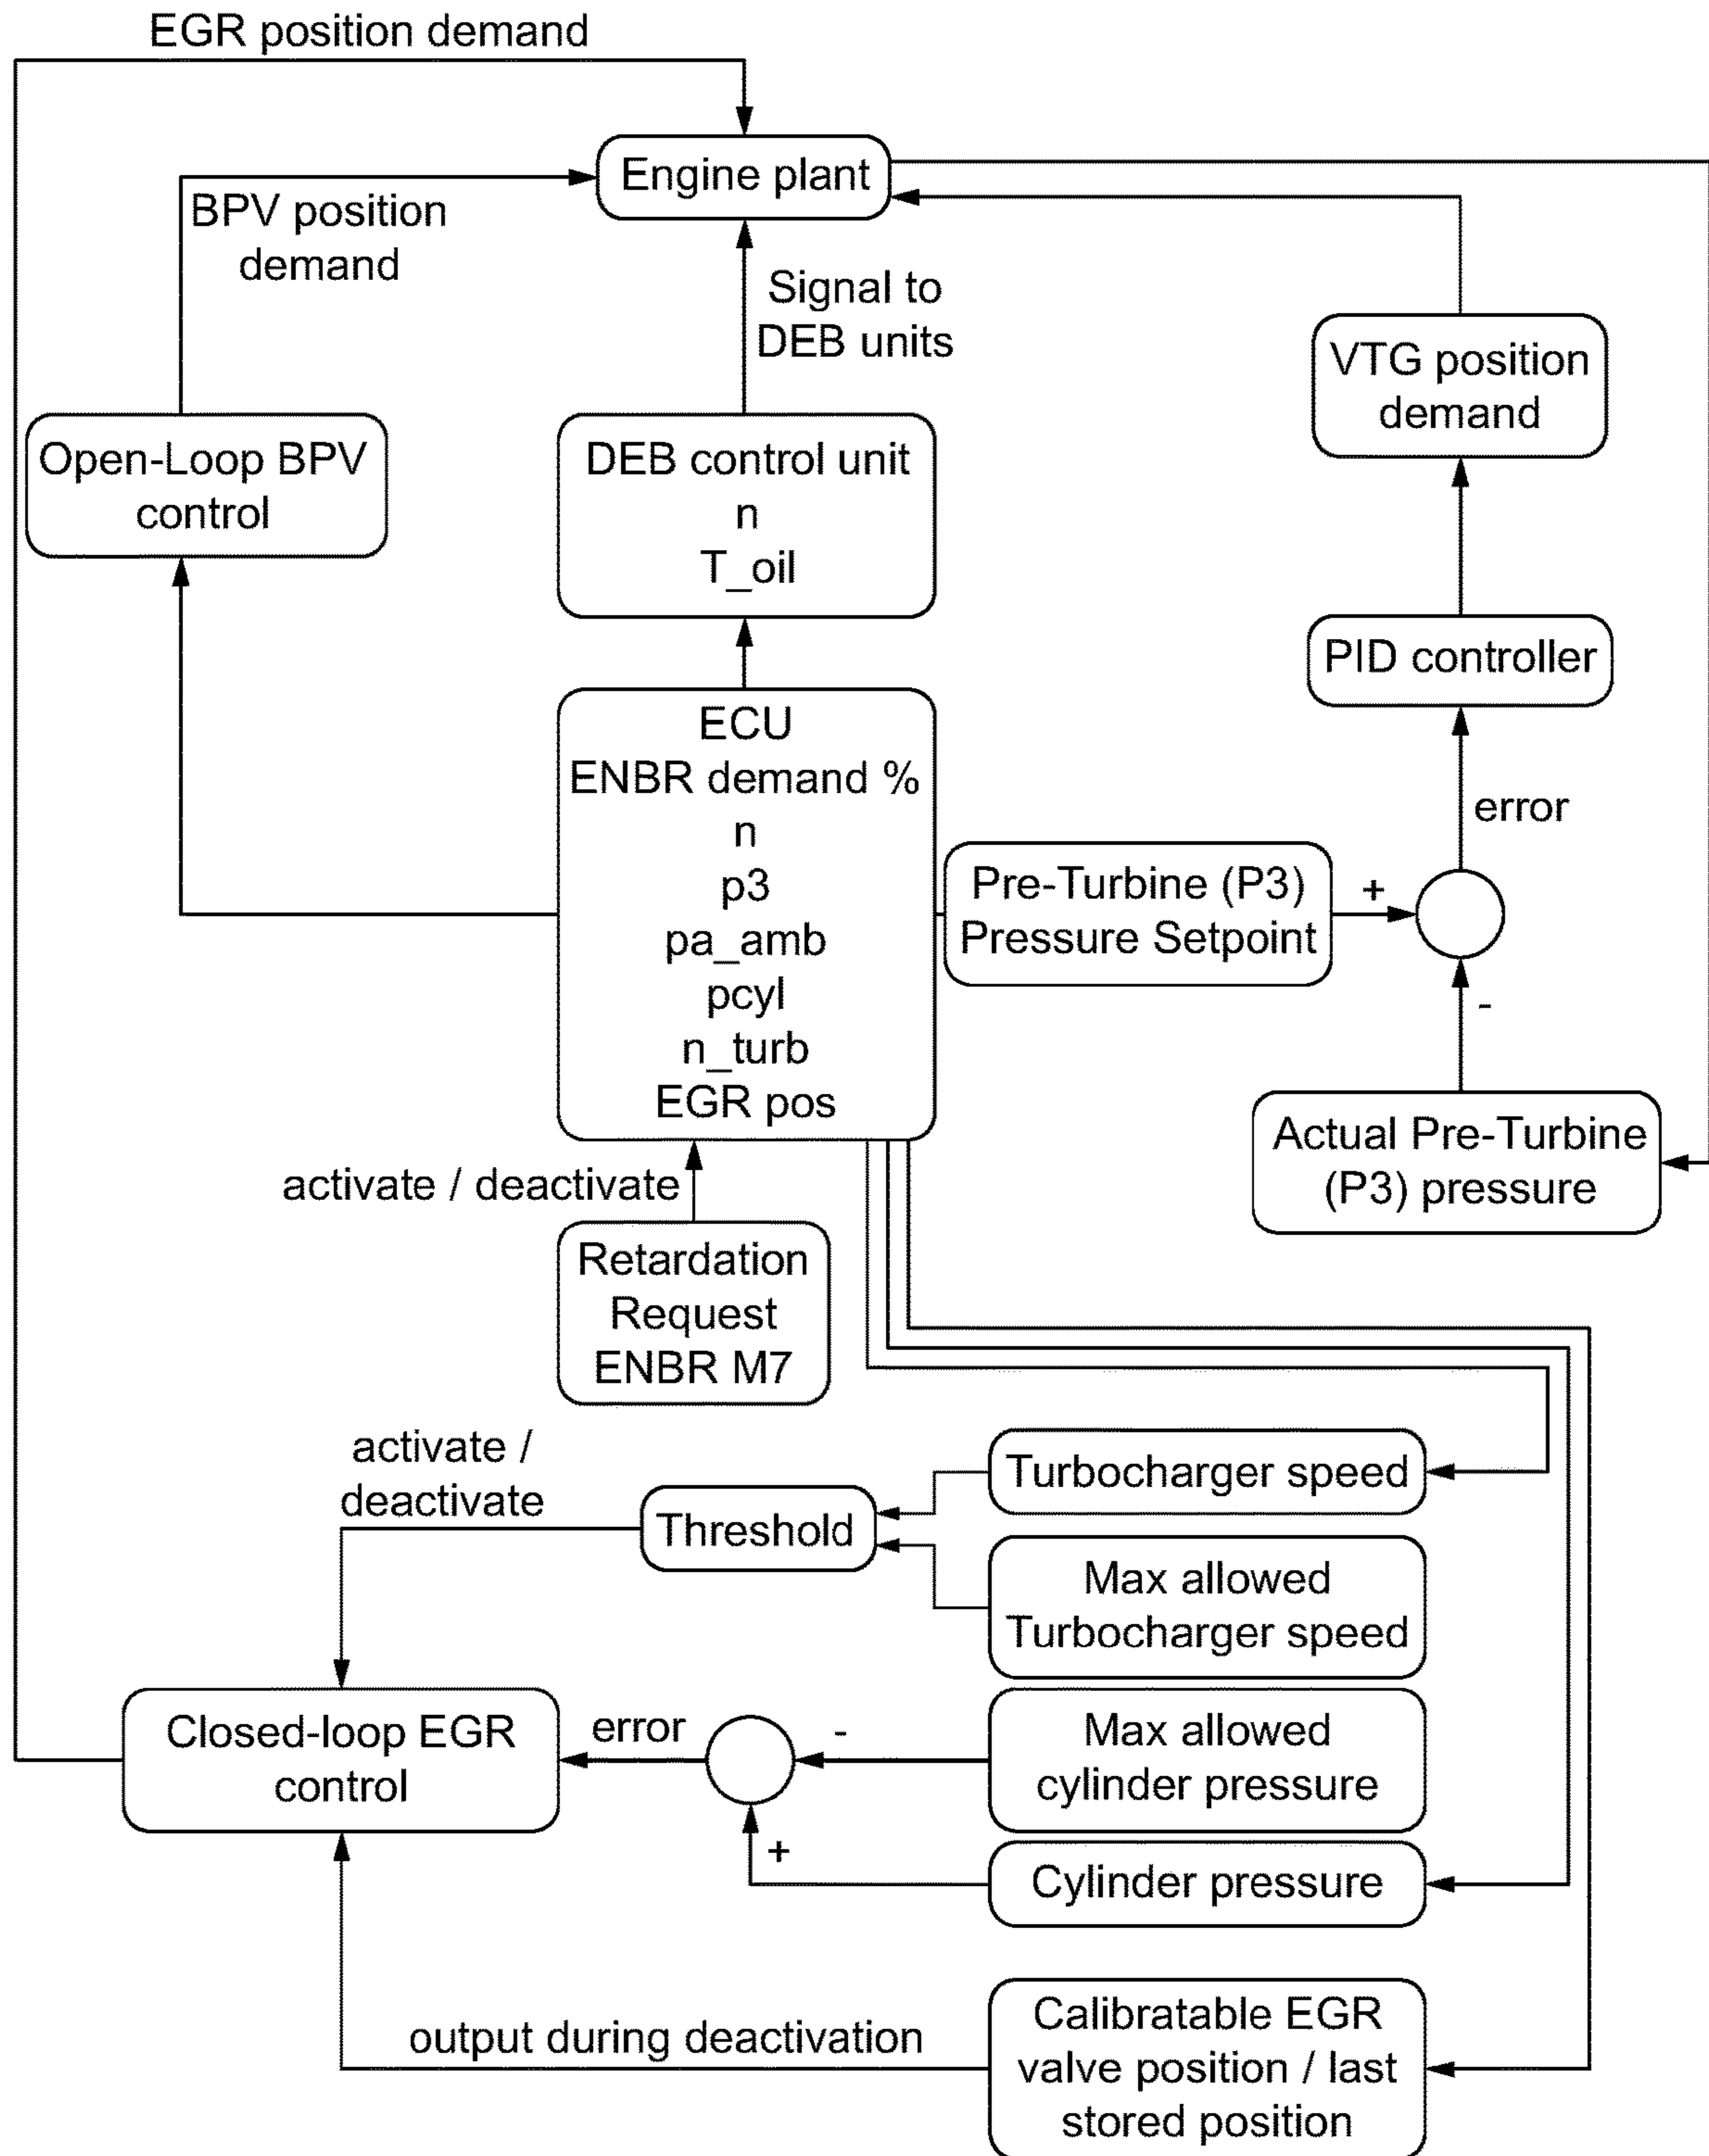 EGR position demand
Engine plant
BPV position
demand
Signal to
DEB units
VTG position
demand
Open-Loop BPV
control
DEB control unit
n
T_oil
PID controller
ECU
ENBR demand %
n
p3
pa_amb
pcyl
n_turb
EGR pos
error
Pre-Turbine (P3)
Pressure Setpoint
+
-
Actual Pre-Turbine
(P3) pressure
activate / deactivate
Retardation
Request
ENBR M7
activate /
deactivate
Threshold
Turbocharger speed
Max allowed
Turbocharger speed
Closed-loop EGR
control
error
-
Max allowed
cylinder pressure
+
Cylinder pressure
output during deactivation
Calibratable EGR
valve position / last
stored position